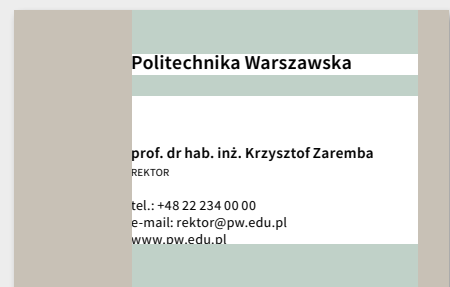 Politechnika Warszawska
prof. dr hab. inż. Krzysztof Zaremba
REKTOR
tel.: +48 22 234 00 00
e-mail: rektor@pw.edu.pl
www.pw.edu.pl